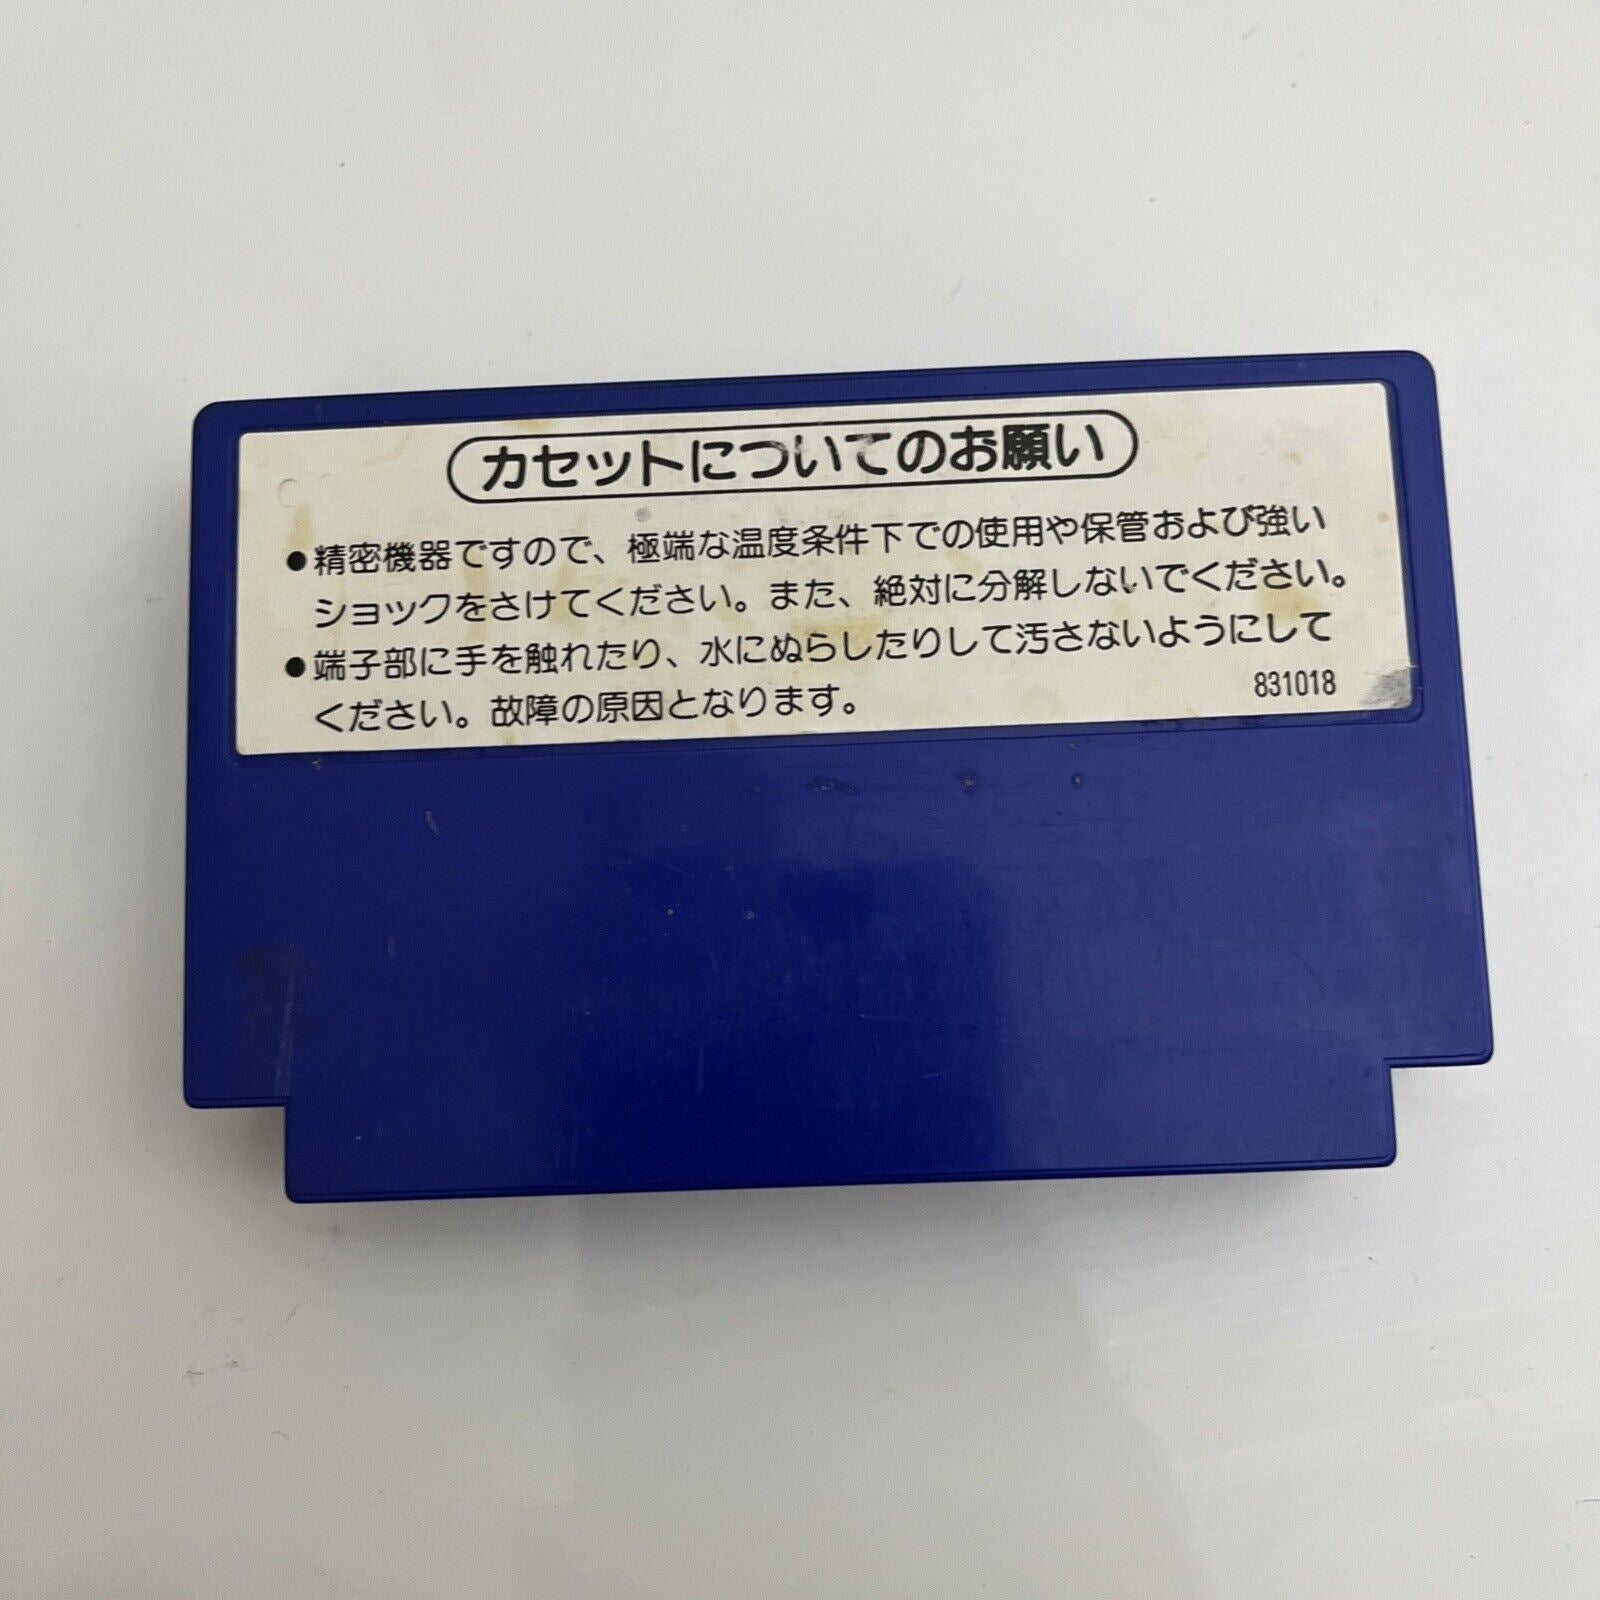 カセットについてのお願い
●精密機器ですので、極端な温度条件下での使用や保管および強い
ショックをさけてください。また、絶対に分解しないでください。
●端子部に手を触れたり、水にぬらしたりして汚さないようにして
ください。故障の原因となります。
831018